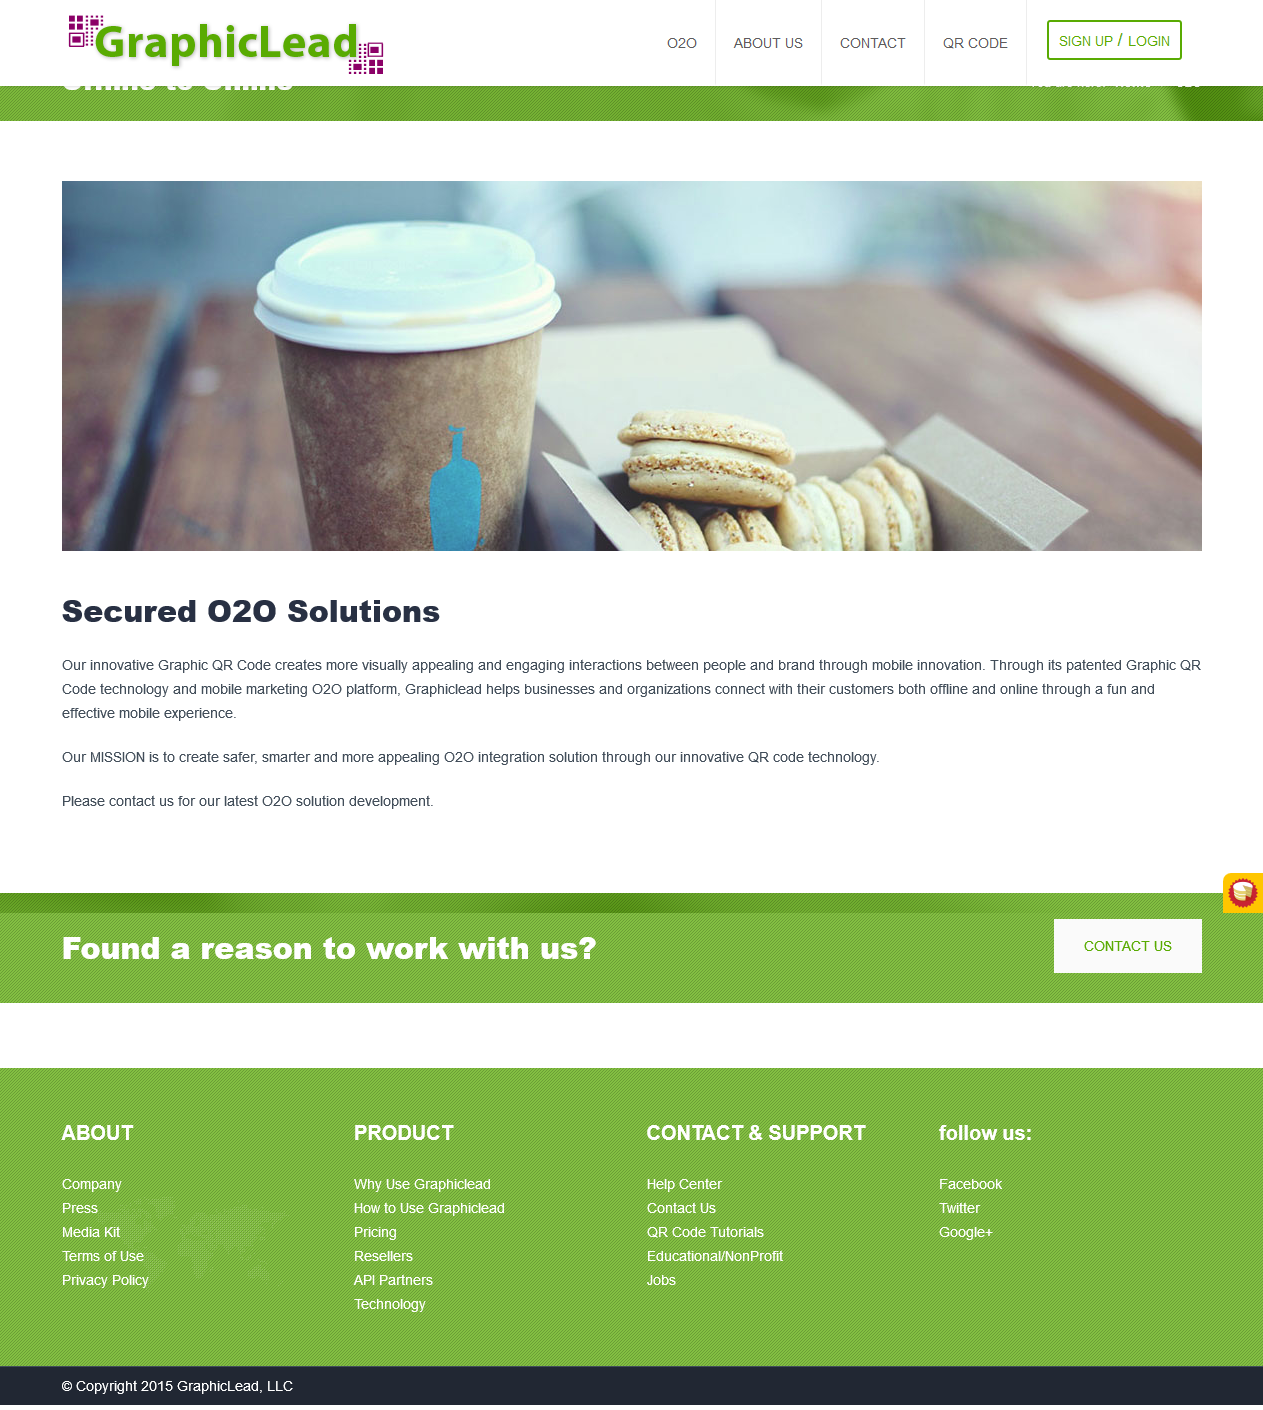 GraphicLead
O2O
ABOUT US
CONTACT
QR CODE
SIGN UP / LOGIN
Offline to Online
Secured O2O Solutions
Our innovative Graphic QR Code creates more visually appealing and engaging interactions between people and brand through mobile innovation. Through its patented Graphic QR
Code technology and mobile marketing O2O platform, Graphiclead helps businesses and organizations connect with their customers both offline and online through a fun and
effective mobile experience.
Our MISSION is to create safer, smarter and more appealing O2O integration solution through our innovative QR code technology.
Please contact us for our latest O2O solution development.
Found a reason to work with us?
CONTACT US
ABOUT
Company
Press
Media Kit
Terms of Use
Privacy Policy
PRODUCT
Why Use Graphiclead
How to Use Graphiclead
Pricing
Resellers
API Partners
Technology
CONTACT & SUPPORT
Help Center
Contact Us
QR Code Tutorials
Educational/NonProfit
Jobs
follow us:
Facebook
Twitter
Google+
© Copyright 2015 GraphicLead, LLC